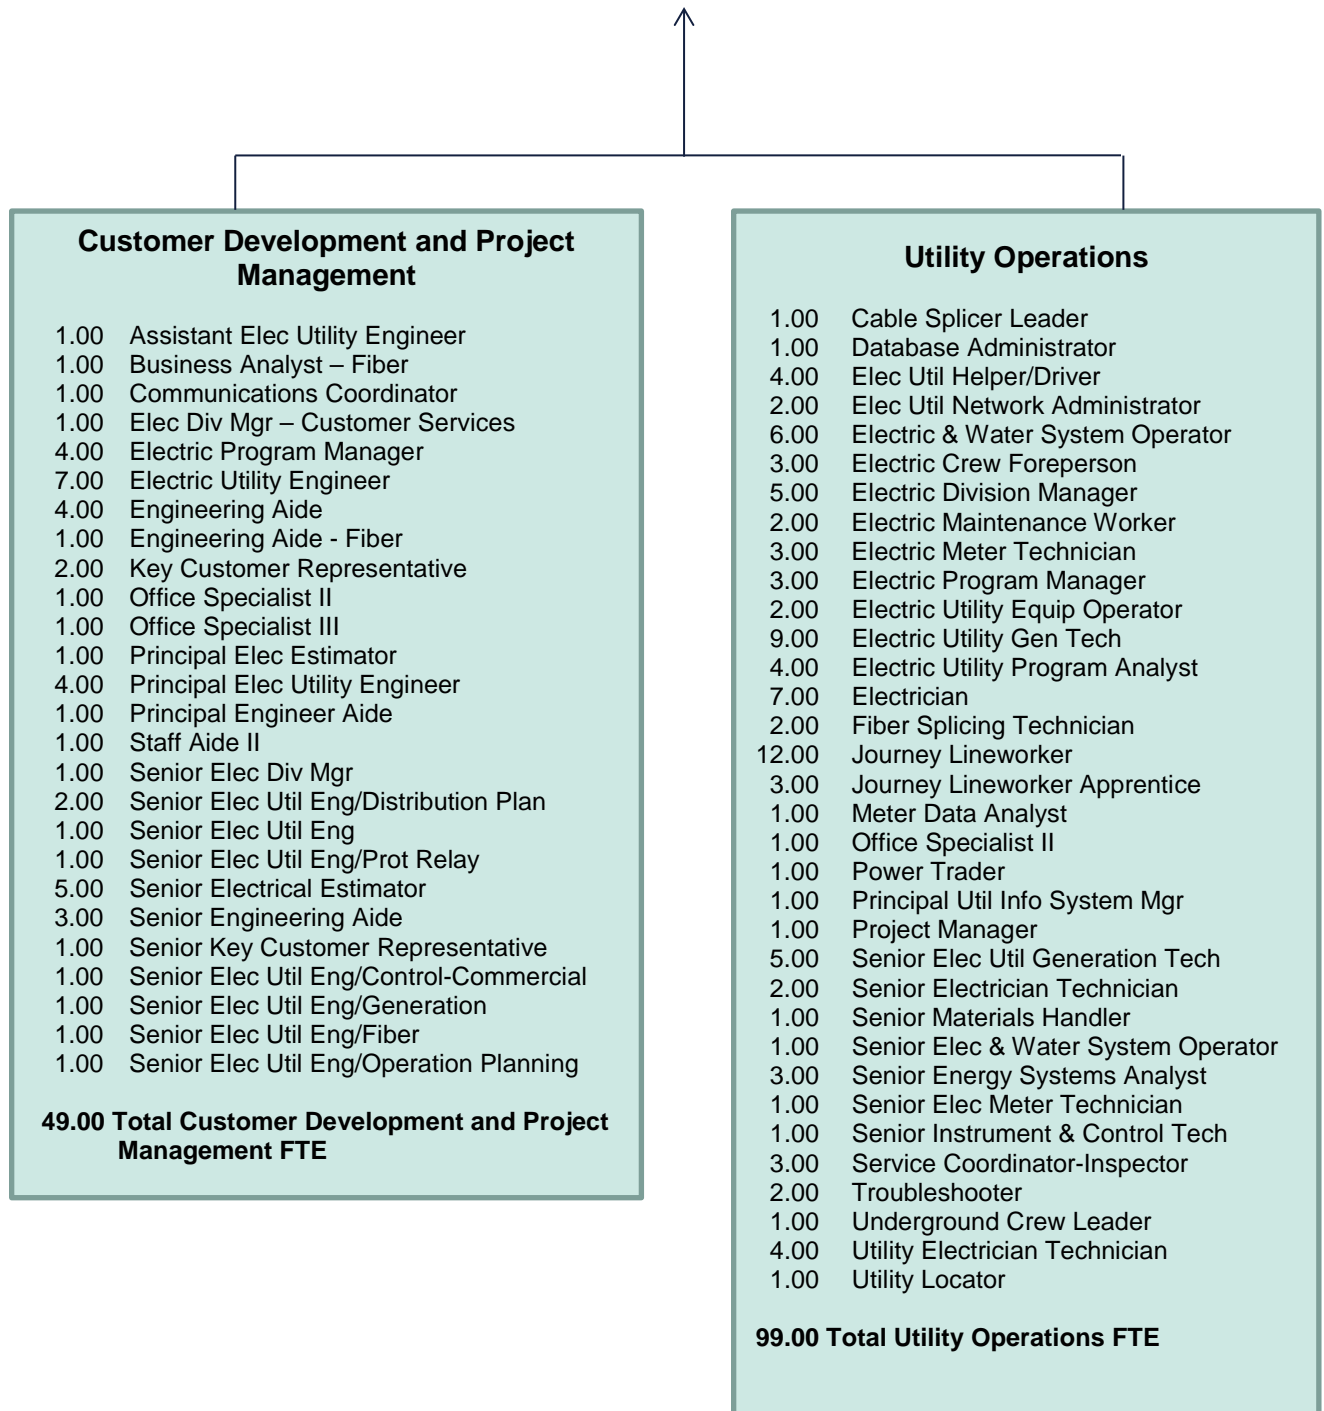 Customer Development and Project
Management
1.00 Assistant Elec Utility Engineer
1.00 Business Analyst – Fiber
1.00 Communications Coordinator
1.00 Elec Div Mgr – Customer Services
4.00 Electric Program Manager
7.00 Electric Utility Engineer
4.00 Engineering Aide
1.00 Engineering Aide - Fiber
2.00 Key Customer Representative
1.00 Office Specialist II
1.00 Office Specialist III
1.00 Principal Elec Estimator
4.00 Principal Elec Utility Engineer
1.00 Principal Engineer Aide
1.00 Staff Aide II
1.00 Senior Elec Div Mgr
2.00 Senior Elec Util Eng/Distribution Plan
1.00 Senior Elec Util Eng
1.00 Senior Elec Util Eng/Prot Relay
5.00 Senior Electrical Estimator
3.00 Senior Engineering Aide
1.00 Senior Key Customer Representative
1.00 Senior Elec Util Eng/Control-Commercial
1.00 Senior Elec Util Eng/Generation
1.00 Senior Elec Util Eng/Fiber
1.00 Senior Elec Util Eng/Operation Planning
49.00 Total Customer Development and Project
Management FTE
Utility Operations
1.00 Cable Splicer Leader
1.00 Database Administrator
4.00 Elec Util Helper/Driver
2.00 Elec Util Network Administrator
6.00 Electric & Water System Operator
3.00 Electric Crew Foreperson
5.00 Electric Division Manager
2.00 Electric Maintenance Worker
3.00 Electric Meter Technician
3.00 Electric Program Manager
2.00 Electric Utility Equip Operator
9.00 Electric Utility Gen Tech
4.00 Electric Utility Program Analyst
7.00 Electrician
2.00 Fiber Splicing Technician
12.00 Journey Lineworker
3.00 Journey Lineworker Apprentice
1.00 Meter Data Analyst
1.00 Office Specialist II
1.00 Power Trader
1.00 Principal Util Info System Mgr
1.00 Project Manager
5.00 Senior Elec Util Generation Tech
2.00 Senior Electrician Technician
1.00 Senior Materials Handler
1.00 Senior Elec & Water System Operator
3.00 Senior Energy Systems Analyst
1.00 Senior Elec Meter Technician
1.00 Senior Instrument & Control Tech
3.00 Service Coordinator-Inspector
2.00 Troubleshooter
1.00 Underground Crew Leader
4.00 Utility Electrician Technician
1.00 Utility Locator
99.00 Total Utility Operations FTE